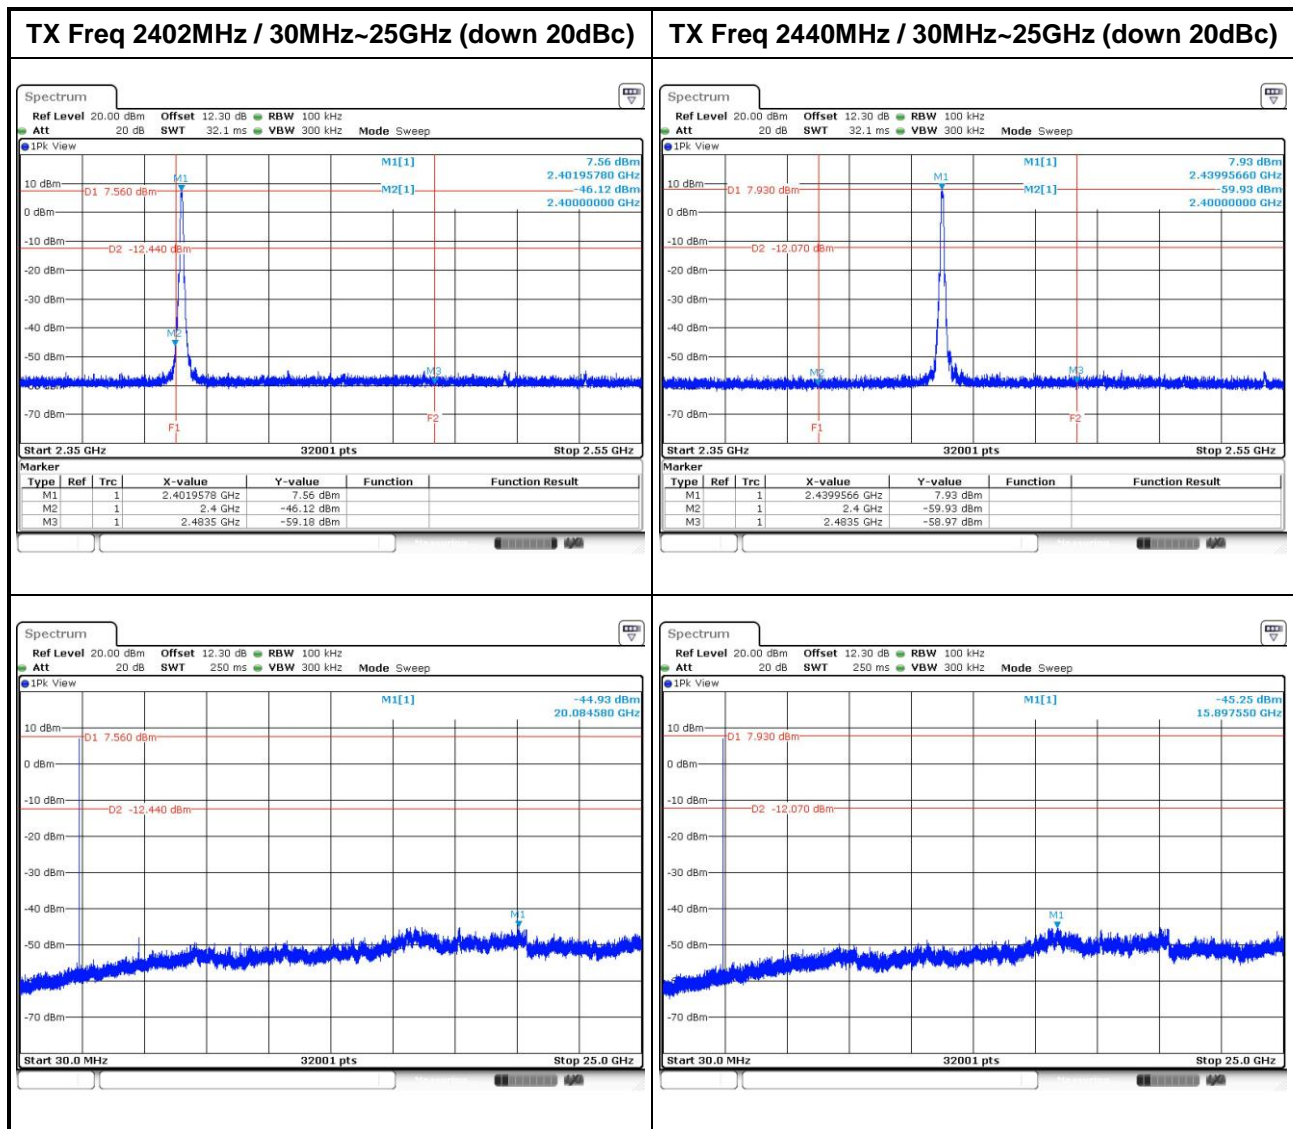 TX Freq 2402MHz / 30MHz~25GHz (down 20dBc)
TX Freq 2440MHz / 30MHz~25GHz (down 20dBc)
Spectrum
Ref Level 20.00 dBm Offset 12.30 dB RBW 100 kHz
Att 20 dB SWT 32.1 ms VBW 300 kHz Mode Sweep
1Pk View
M1[1] 7.56 dBm
2.40195780 GHz
M2[1] -46.12 dBm
2.40000000 GHz
M1
10 dBm
D1 7.560 dBm
0 dBm
-10 dBm
D2 -12.440 dBm
-20 dBm
-30 dBm
-40 dBm
M2
-50 dBm
M3
-70 dBm
F1
F2
Start 2.35 GHz 32001 pts Stop 2.55 GHz
Marker
Type Ref Trc X-value Y-value Function Function Result
M1 1 2.4019578 GHz 7.56 dBm
M2 1 2.4 GHz -46.12 dBm
M3 1 2.4835 GHz -59.18 dBm
Spectrum
Ref Level 20.00 dBm Offset 12.30 dB RBW 100 kHz
Att 20 dB SWT 32.1 ms VBW 300 kHz Mode Sweep
1Pk View
M1[1] 7.93 dBm
2.43995660 GHz
M2[1] -59.93 dBm
2.40000000 GHz
M1
10 dBm
D1 7.930 dBm
0 dBm
-10 dBm
D2 -12.070 dBm
-20 dBm
-30 dBm
-40 dBm
-50 dBm
M2
M3
-70 dBm
F1
F2
Start 2.35 GHz 32001 pts Stop 2.55 GHz
Marker
Type Ref Trc X-value Y-value Function Function Result
M1 1 2.4399566 GHz 7.93 dBm
M2 1 2.4 GHz -59.93 dBm
M3 1 2.4835 GHz -58.97 dBm
Spectrum
Ref Level 20.00 dBm Offset 12.30 dB RBW 100 kHz
Att 20 dB SWT 250 ms VBW 300 kHz Mode Sweep
1Pk View
M1[1] -44.93 dBm
20.084580 GHz
10 dBm
D1 7.560 dBm
0 dBm
-10 dBm
D2 -12.440 dBm
-20 dBm
-30 dBm
-40 dBm
M1
-50 dBm
-70 dBm
Start 30.0 MHz 32001 pts Stop 25.0 GHz
Spectrum
Ref Level 20.00 dBm Offset 12.30 dB RBW 100 kHz
Att 20 dB SWT 250 ms VBW 300 kHz Mode Sweep
1Pk View
M1[1] -45.25 dBm
15.897550 GHz
10 dBm
D1 7.930 dBm
0 dBm
-10 dBm
D2 -12.070 dBm
-20 dBm
-30 dBm
-40 dBm
M1
-50 dBm
-70 dBm
Start 30.0 MHz 32001 pts Stop 25.0 GHz